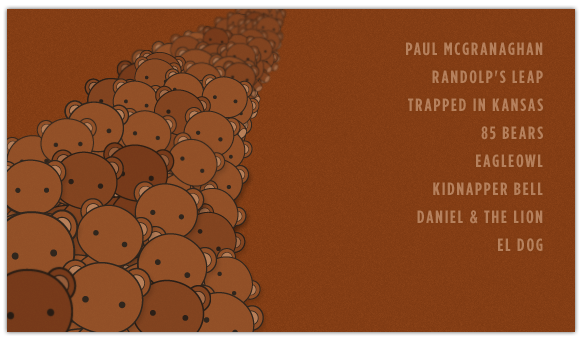 PAUL MCGRANAGHAN
RANDOLP'S LEAP
TRAPPED IN KANSAS
85 BEARS
EAGLEOWL
KIDNAPPER BELL
DANIEL & THE LION
EL DOG